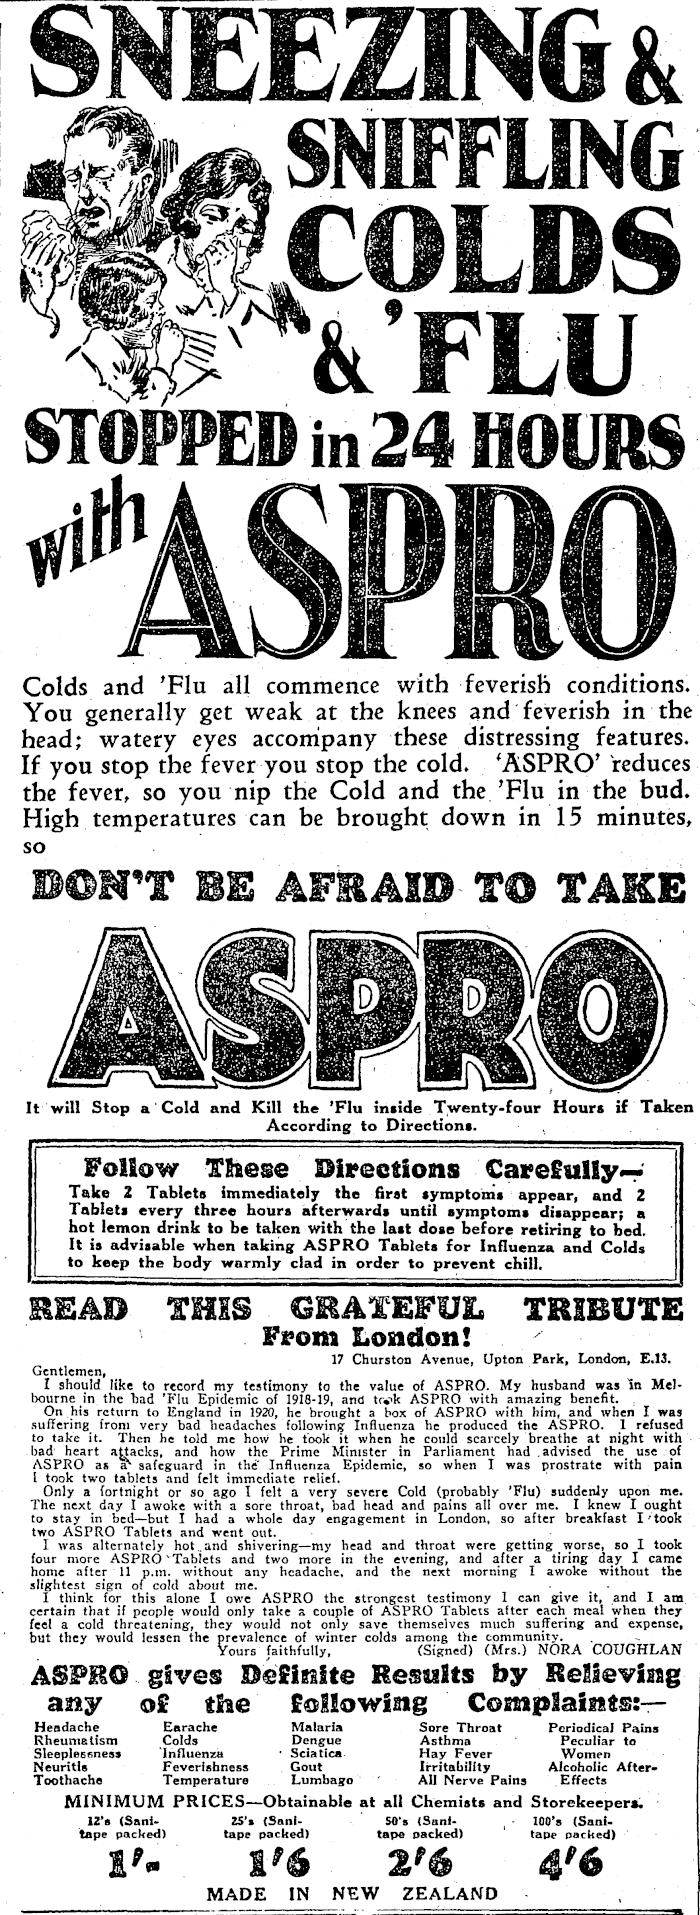 SNEEZING &
SNIFFLING
COLDS
& 'FLU
STOPPED in 24 HOURS
with ASPRO
Colds and 'Flu all commence with feverish conditions.
You generally get weak at the knees and feverish in the
head; watery eyes accompany these distressing features.
If you stop the fever you stop the cold. 'ASPRO' reduces
the fever, so you nip the Cold and the 'Flu in the bud.
High temperatures can be brought down in 15 minutes,
so
DON'T BE AFRAID TO TAKE
ASPRO
It will Stop a Cold and Kill the 'Flu inside Twenty-four Hours if Taken
According to Directions.
Follow These Directions Carefully—
Take 2 Tablets immediately the first symptoms appear, and 2
Tablets every three hours afterwards until symptoms disappear; a
hot lemon drink to be taken with the last dose before retiring to bed.
It is advisable when taking ASPRO Tablets for Influenza and Colds
to keep the body warmly clad in order to prevent chill.
READ THIS GRATEFUL TRIBUTE
From London!
17 Churston Avenue, Upton Park, London, E.13.
Gentlemen,
I should like to record my testimony to the value of ASPRO. My husband was in Mel-
bourne in the bad 'Flu Epidemic of 1918-19, and took ASPRO with amazing benefit.
On his return to England in 1920, he brought a box of ASPRO with him, and when I was
suffering from very bad headaches following Influenza he produced the ASPRO. I refused
to take it. Then he told me how he took it when he could scarcely breathe at night with
bad heart attacks, and how the Prime Minister in Parliament had advised the use of
ASPRO as a safeguard in the Influenza Epidemic, so when I was prostrate with pain
I took two tablets and felt immediate relief.
Only a fortnight or so ago I felt a very severe Cold (probably 'Flu) suddenly upon me.
The next day I awoke with a sore throat, bad head and pains all over me. I knew I ought
to stay in bed—but I had a whole day engagement in London, so after breakfast I took
two ASPRO Tablets and went out.
I was alternately hot and shivering—my head and throat were getting worse, so I took
four more ASPRO Tablets and two more in the evening, and after a tiring day I came
home after 11 p.m. without any headache, and the next morning I awoke without the
slightest sign of cold about me.
I think for this alone I owe ASPRO the strongest testimony I can give it, and I am
certain that if people would only take a couple of ASPRO Tablets after each meal when they
feel a cold threatening, they would not only save themselves much suffering and expense,
but they would lessen the prevalence of winter colds among the community.
Yours faithfully, (Signed) (Mrs.) NORA COUGHLAN
ASPRO gives Definite Results by Relieving
any of the following Complaints:—
Headache Earache Malaria Sore Throat Periodical Pains
Rheumatism Colds Dengue Asthma Peculiar to
Sleeplessness Influenza Sciatica Hay Fever Women
Neuritis Feverishness Gout Irritability Alcoholic After-
Toothache Temperature Lumbago All Nerve Pains Effects
MINIMUM PRICES—Obtainable at all Chemists and Storekeepers.
12's (Sani- 25's (Sani- 50's (Sani- 100's (Sani-
tape packed) tape packed) tape packed) tape packed)
1'- 1'6 2'6 4'6
MADE IN NEW ZEALAND